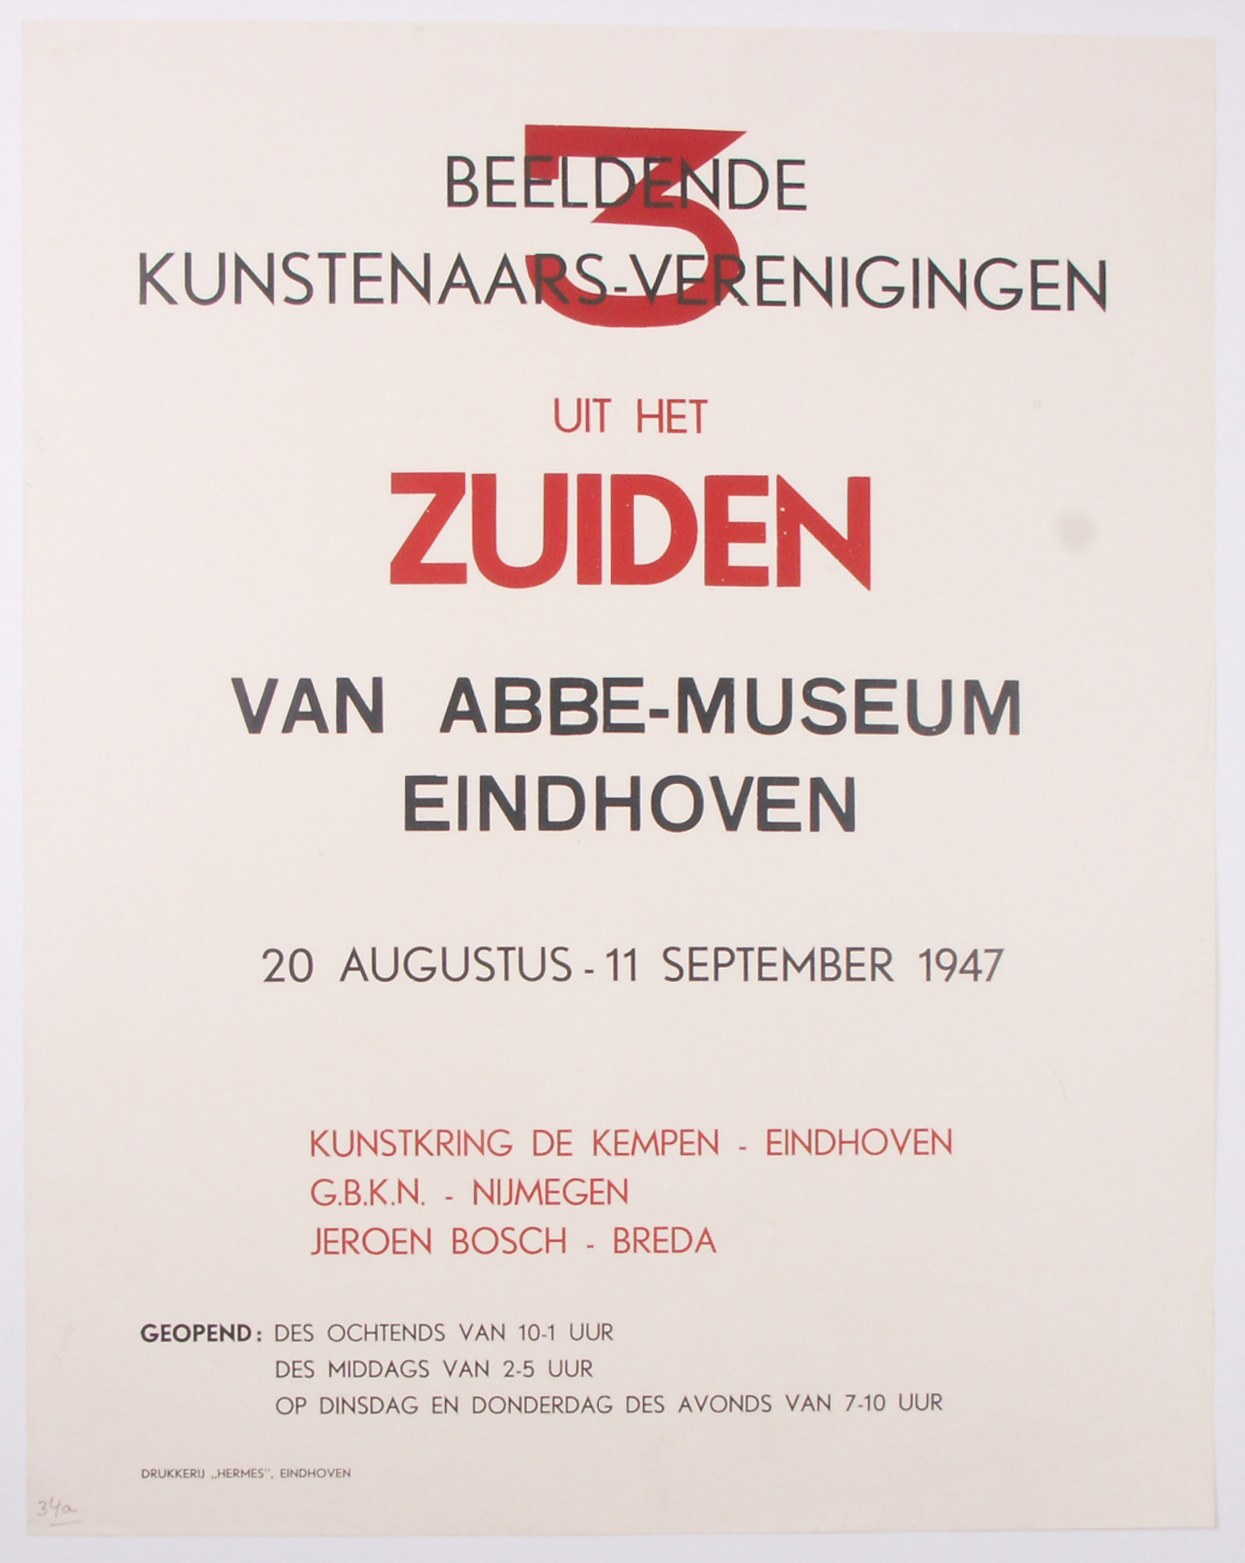 3
BEELDENDE
KUNSTENAARS-VERENIGINGEN
UIT HET
ZUIDEN
VAN ABBE-MUSEUM
EINDHOVEN
20 AUGUSTUS - 11 SEPTEMBER 1947
KUNSTKRING DE KEMPEN - EINDHOVEN
G.B.K.N. - NIJMEGEN
JEROEN BOSCH - BREDA
GEOPEND: DES OCHTENDS VAN 10-1 UUR
DES MIDDAGS VAN 2-5 UUR
OP DINSDAG EN DONDERDAG DES AVONDS VAN 7-10 UUR
DRUKKERIJ „HERMES”, EINDHOVEN
34a